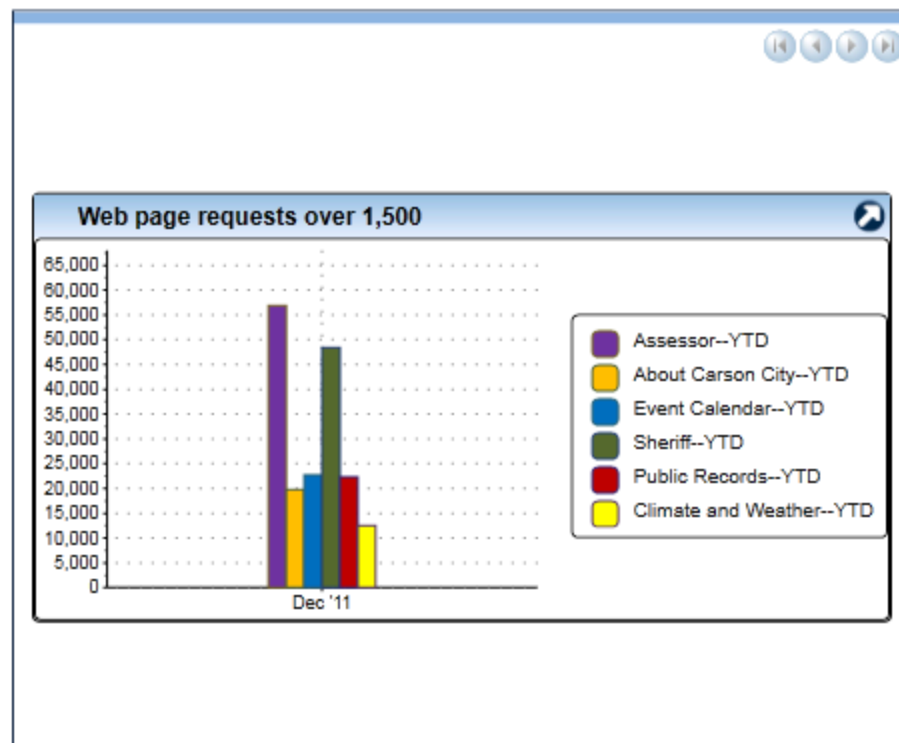 Web page requests over 1,500
65,000
60,000
55,000
50,000
45,000
40,000
35,000
30,000
25,000
20,000
15,000
10,000
5,000
0
Dec '11
Assessor--YTD
About Carson City--YTD
Event Calendar--YTD
Sheriff--YTD
Public Records--YTD
Climate and Weather--YTD